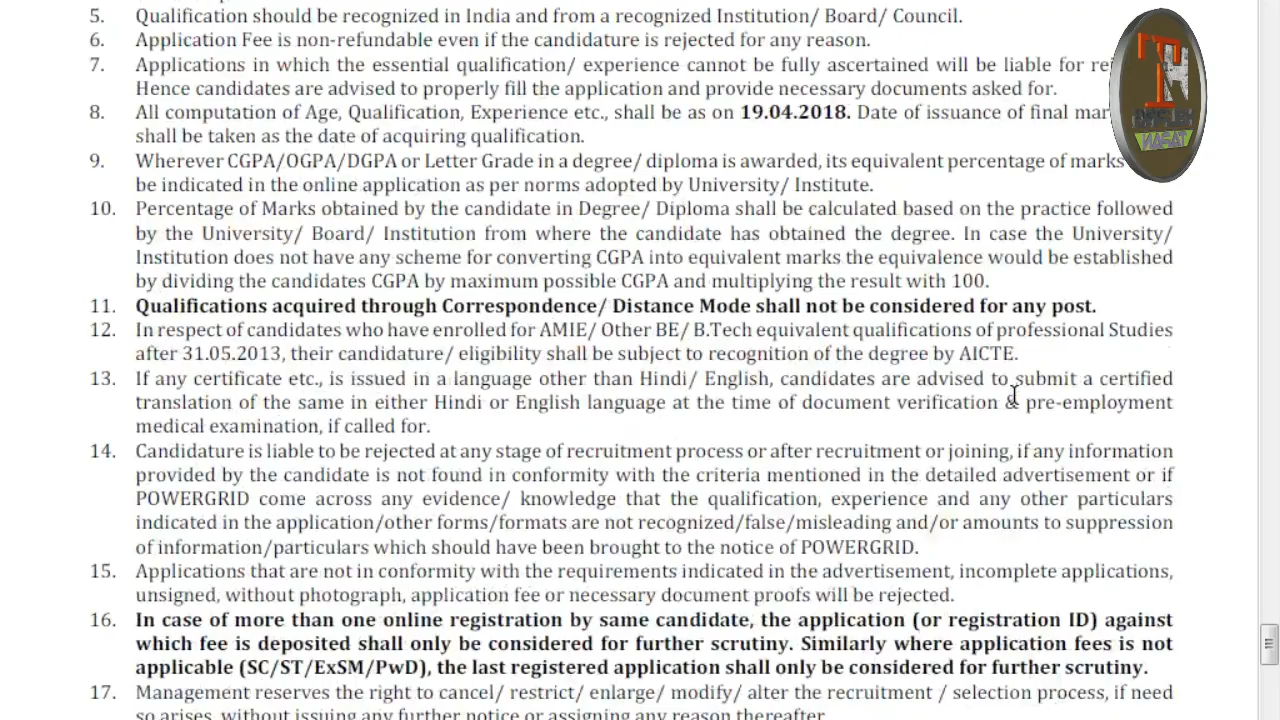 5. Qualification should be recognized in India and from a recognized Institution/ Board/ Council.
6. Application Fee is non-refundable even if the candidature is rejected for any reason.
7. Applications in which the essential qualification/ experience cannot be fully ascertained will be liable for
Hence candidates are advised to properly fill the application and provide necessary documents asked for.
8. All computation of Age, Qualification, Experience etc., shall be as on 19.04.2018. Date of issuance of final
shall be taken as the date of acquiring qualification.
9. Wherever CGPA/OGPA/DGPA or Letter Grade in a degree/ diploma is awarded, its equivalent percentage of marks
be indicated in the online application as per norms adopted by University/ Institute.
10. Percentage of Marks obtained by the candidate in Degree/ Diploma shall be calculated based on the practice followed
by the University/ Board/ Institution from where the candidate has obtained the degree. In case the University/
Institution does not have any scheme for converting CGPA into equivalent marks the equivalence would be established
by dividing the candidates CGPA by maximum possible CGPA and multiplying the result with 100.
11. Qualifications acquired through Correspondence/ Distance Mode shall not be considered for any post.
12. In respect of candidates who have enrolled for AMIE/ Other BE/ B.Tech equivalent qualifications of professional Studies
after 31.05.2013, their candidature/ eligibility shall be subject to recognition of the degree by AICTE.
13. If any certificate etc., is issued in a language other than Hindi/ English, candidates are advised to submit a certified
translation of the same in either Hindi or English language at the time of document verification & pre-employment
medical examination, if called for.
14. Candidature is liable to be rejected at any stage of recruitment process or after recruitment or joining, if any information
provided by the candidate is not found in conformity with the criteria mentioned in the detailed advertisement or if
POWERGRID come across any evidence/ knowledge that the qualification, experience and any other particulars
indicated in the application/other forms/formats are not recognized/false/misleading and/or amounts to suppression
of information/particulars which should have been brought to the notice of POWERGRID.
15. Applications that are not in conformity with the requirements indicated in the advertisement, incomplete applications,
unsigned, without photograph, application fee or necessary document proofs will be rejected.
16. In case of more than one online registration by same candidate, the application (or registration ID) against
which fee is deposited shall only be considered for further scrutiny. Similarly where application fees is not
applicable (SC/ST/ExSM/PwD), the last registered application shall only be considered for further scrutiny.
17. Management reserves the right to cancel/ restrict/ enlarge/ modify/ alter the recruitment / selection process, if need
so arises, without issuing any further notice or assigning any reason thereafter.